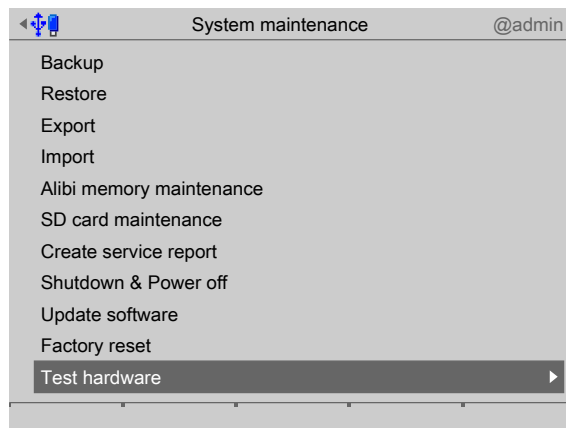 System maintenance @admin
Backup
Restore
Export
Import
Alibi memory maintenance
SD card maintenance
Create service report
Shutdown & Power off
Update software
Factory reset
Test hardware